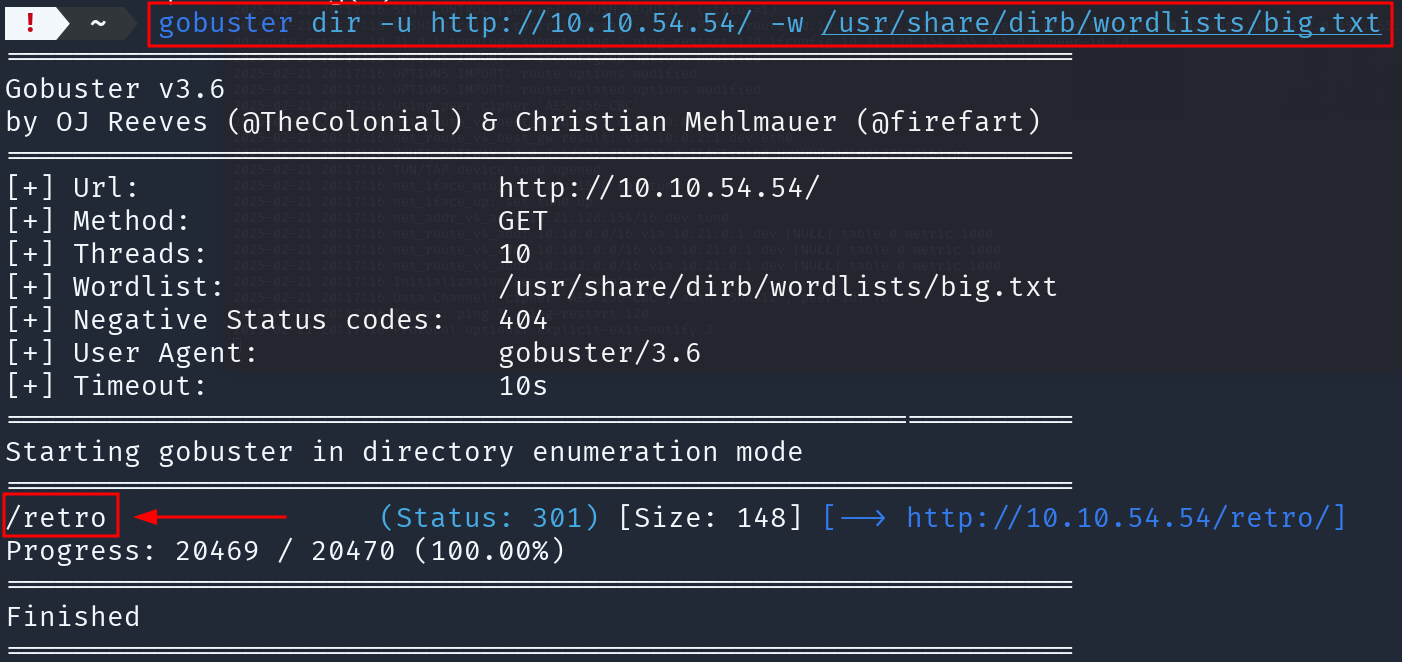 ! ~ gobuster dir -u http://10.10.54.54/ -w /usr/share/dirb/wordlists/big.txt
===============================================================
Gobuster v3.6
by OJ Reeves (@TheColonial) & Christian Mehlmauer (@firefart)
===============================================================
[+] Url: http://10.10.54.54/
[+] Method: GET
[+] Threads: 10
[+] Wordlist: /usr/share/dirb/wordlists/big.txt
[+] Negative Status codes: 404
[+] User Agent: gobuster/3.6
[+] Timeout: 10s
===============================================================
Starting gobuster in directory enumeration mode
===============================================================
/retro (Status: 301) [Size: 148] [--> http://10.10.54.54/retro/]
Progress: 20469 / 20470 (100.00%)
===============================================================
Finished
===============================================================